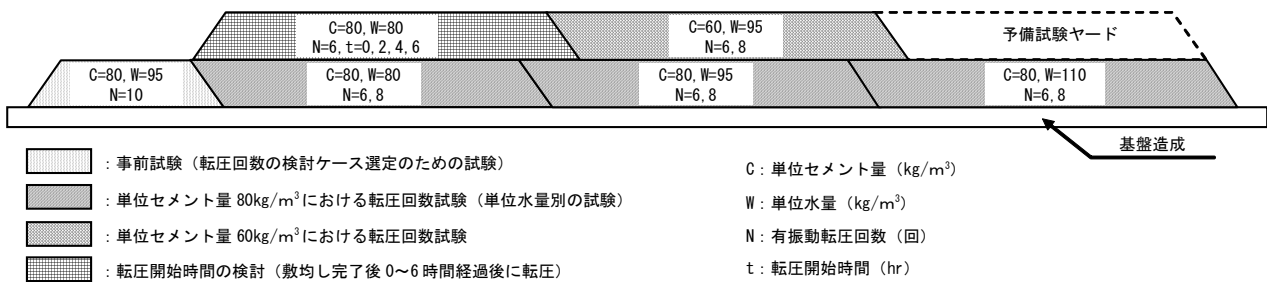 C=80, W=80
N=6, t=0, 2, 4, 6
C=60, W=95
N=6, 8
予備試験ヤード
C=80, W=95
N=10
C=80, W=80
N=6, 8
C=80, W=95
N=6, 8
C=80, W=110
N=6, 8
基盤造成
：事前試験（転圧回数の検討ケース選定のための試験）
：単位セメント量 80kg/m³における転圧回数試験（単位水量別の試験）
：単位セメント量 60kg/m³における転圧回数試験
：転圧開始時間の検討（敷均し完了後 0～6 時間経過後に転圧）
C：単位セメント量（kg/m³）
W：単位水量（kg/m³）
N：有振動転圧回数（回）
t：転圧開始時間（hr）